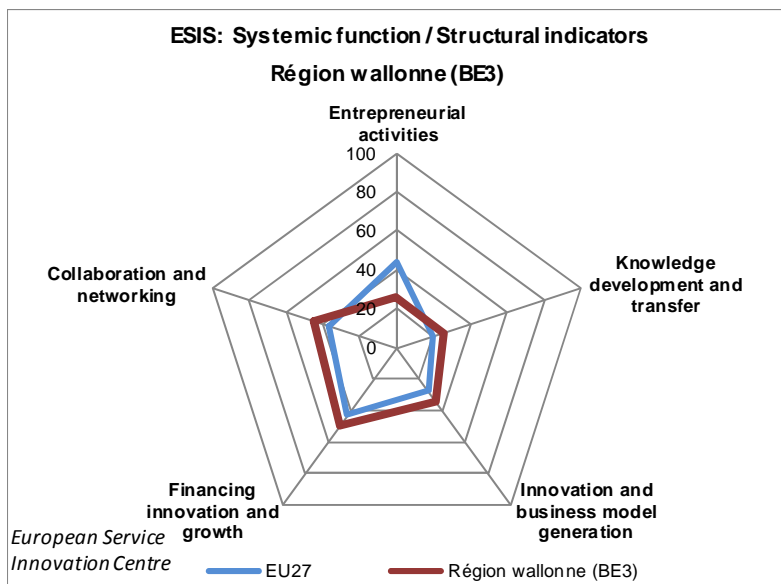 ESIS: Systemic function / Structural indicators
Région wallonne (BE3)
Entrepreneurial
activities
100
80
60
40
20
0
Knowledge
development and
transfer
Innovation and
business model
generation
Financing
innovation and
growth
Collaboration and
networking
European Service
Innovation Centre
EU27
Région wallonne (BE3)